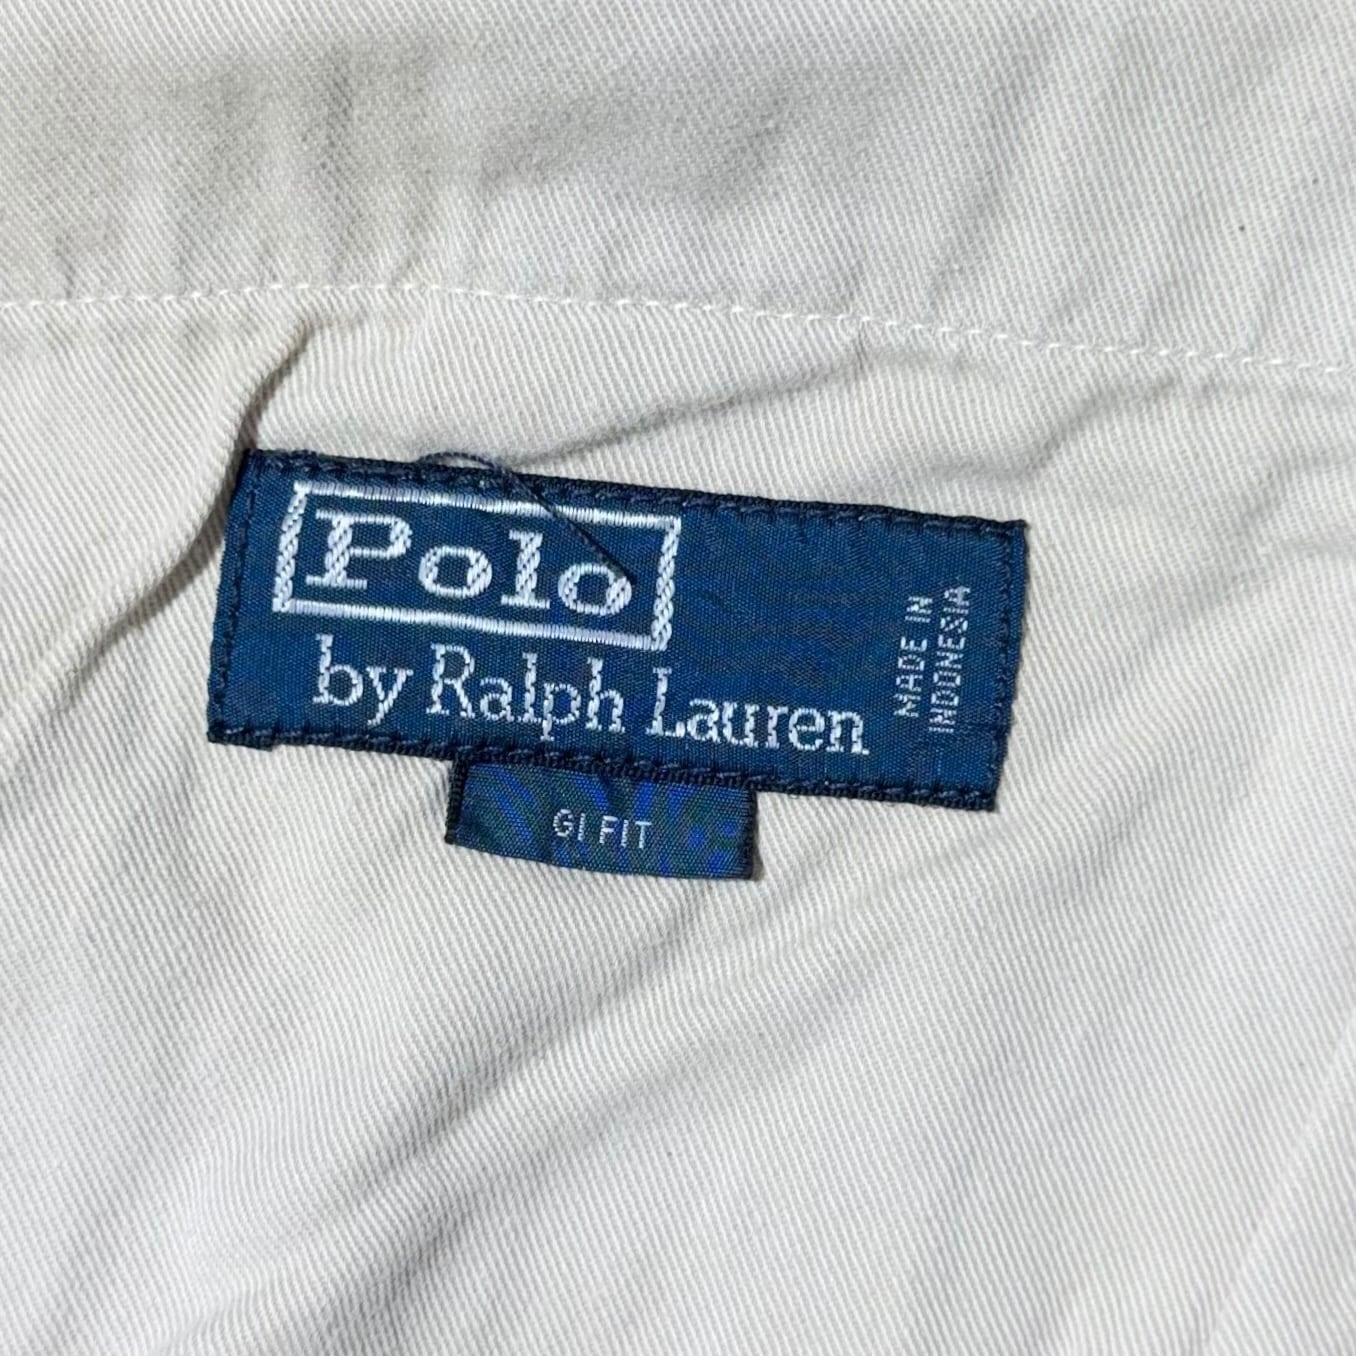 Polo
by Ralph Lauren
MADE IN
INDONESIA
GI FIT